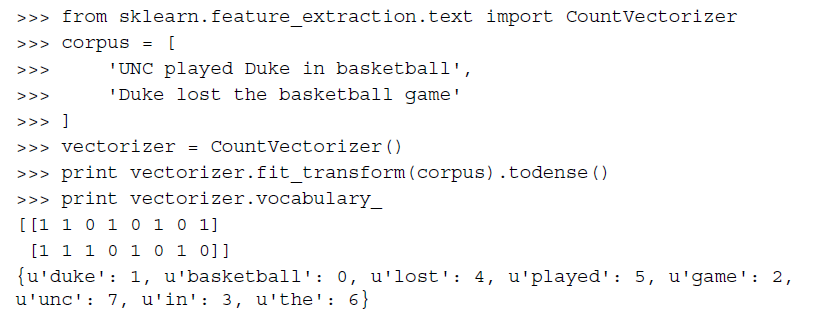 >>> from sklearn.feature_extraction.text import CountVectorizer
>>> corpus = [
>>>     'UNC played Duke in basketball',
>>>     'Duke lost the basketball game'
>>> ]
>>> vectorizer = CountVectorizer()
>>> print vectorizer.fit_transform(corpus).todense()
>>> print vectorizer.vocabulary_
[[1 1 0 1 0 1 0 1]
 [1 1 1 0 1 0 1 0]]
{u'duke': 1, u'basketball': 0, u'lost': 4, u'played': 5, u'game': 2,
u'unc': 7, u'in': 3, u'the': 6}